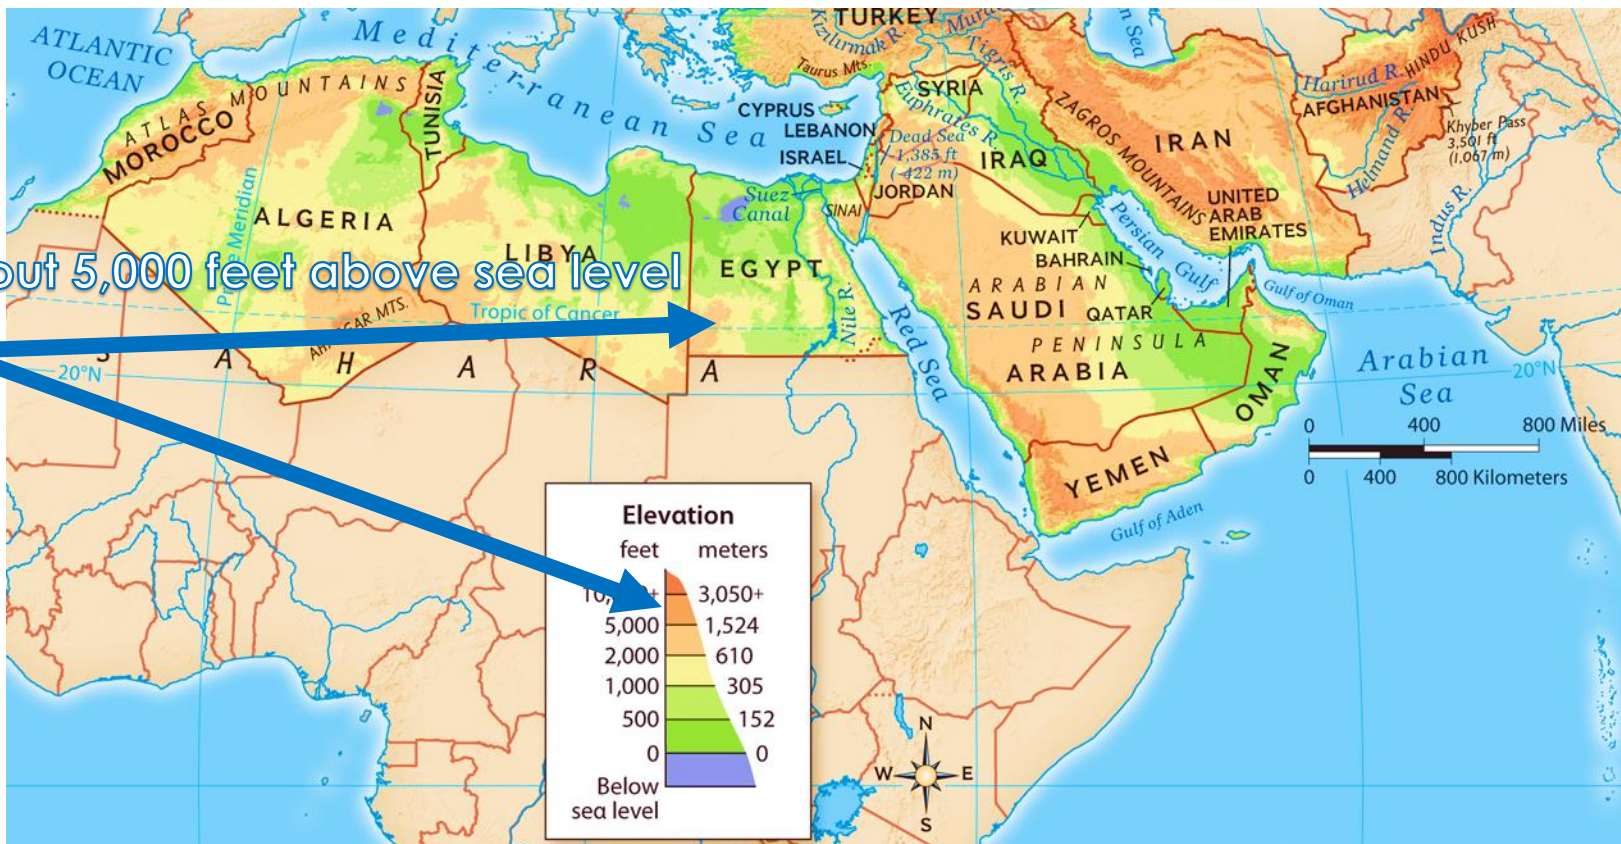 ATLANTIC
OCEAN
Mediterranean Sea
TURKEY
Kızılırmak R.
Tigris R.
Taurus Mts.
ATLAS MOUNTAINS
MOROCCO
TUNISIA
CYPRUS
LEBANON
ISRAEL
SYRIA
Euphrates R.
Dead Sea
-1,385 ft
(-422 m)
JORDAN
IRAQ
ZAGROS MOUNTAINS
IRAN
Harirud R.
HINDU KUSH
AFGHANISTAN
Helmand R.
Khyber Pass
3,501 ft
(1,067 m)
Indus R.
Suez
Canal
SINAI
Meridian
ALGERIA
LIBYA
EGYPT
5,000 feet above sea level
Tropic of Cancer
Nile R.
Red Sea
KUWAIT
BAHRAIN
QATAR
UNITED
ARAB
EMIRATES
Persian Gulf
Gulf of Oman
ARABIAN
SAUDI
PENINSULA
ARABIA
OMAN
YEMEN
Gulf of Aden
Arabian
Sea
MTS.
S A H A R A
20°N
20°N
0 400 800 Miles
0 400 800 Kilometers
Elevation
feet meters
3,050+
5,000 1,524
2,000 610
1,000 305
500 152
0 0
Below
sea level
N
W E
S